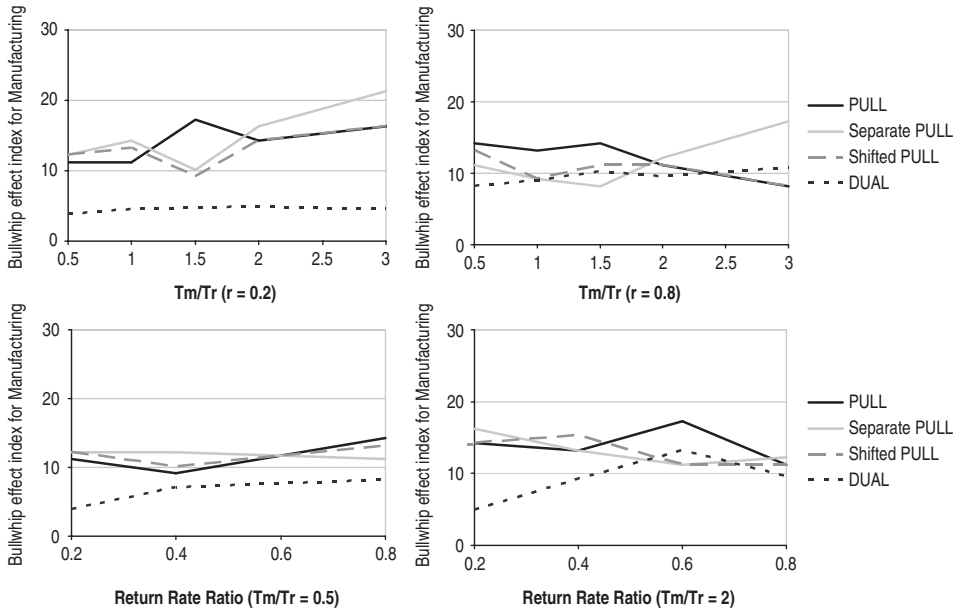 Bullwhip effect index for Manufacturing
30
20
10
0
0.5 1 1.5 2 2.5 3
Tm/Tr (r = 0.2)
Bullwhip effect index for Manufacturing
30
20
10
0
0.5 1 1.5 2 2.5 3
Tm/Tr (r = 0.8)
PULL
Separate PULL
Shifted PULL
DUAL
Bullwhip effect index for Manufacturing
30
20
10
0
0.2 0.4 0.6 0.8
Return Rate Ratio (Tm/Tr = 0.5)
Bullwhip effect index for Manufacturing
30
20
10
0
0.2 0.4 0.6 0.8
Return Rate Ratio (Tm/Tr = 2)
PULL
Separate PULL
Shifted PULL
DUAL